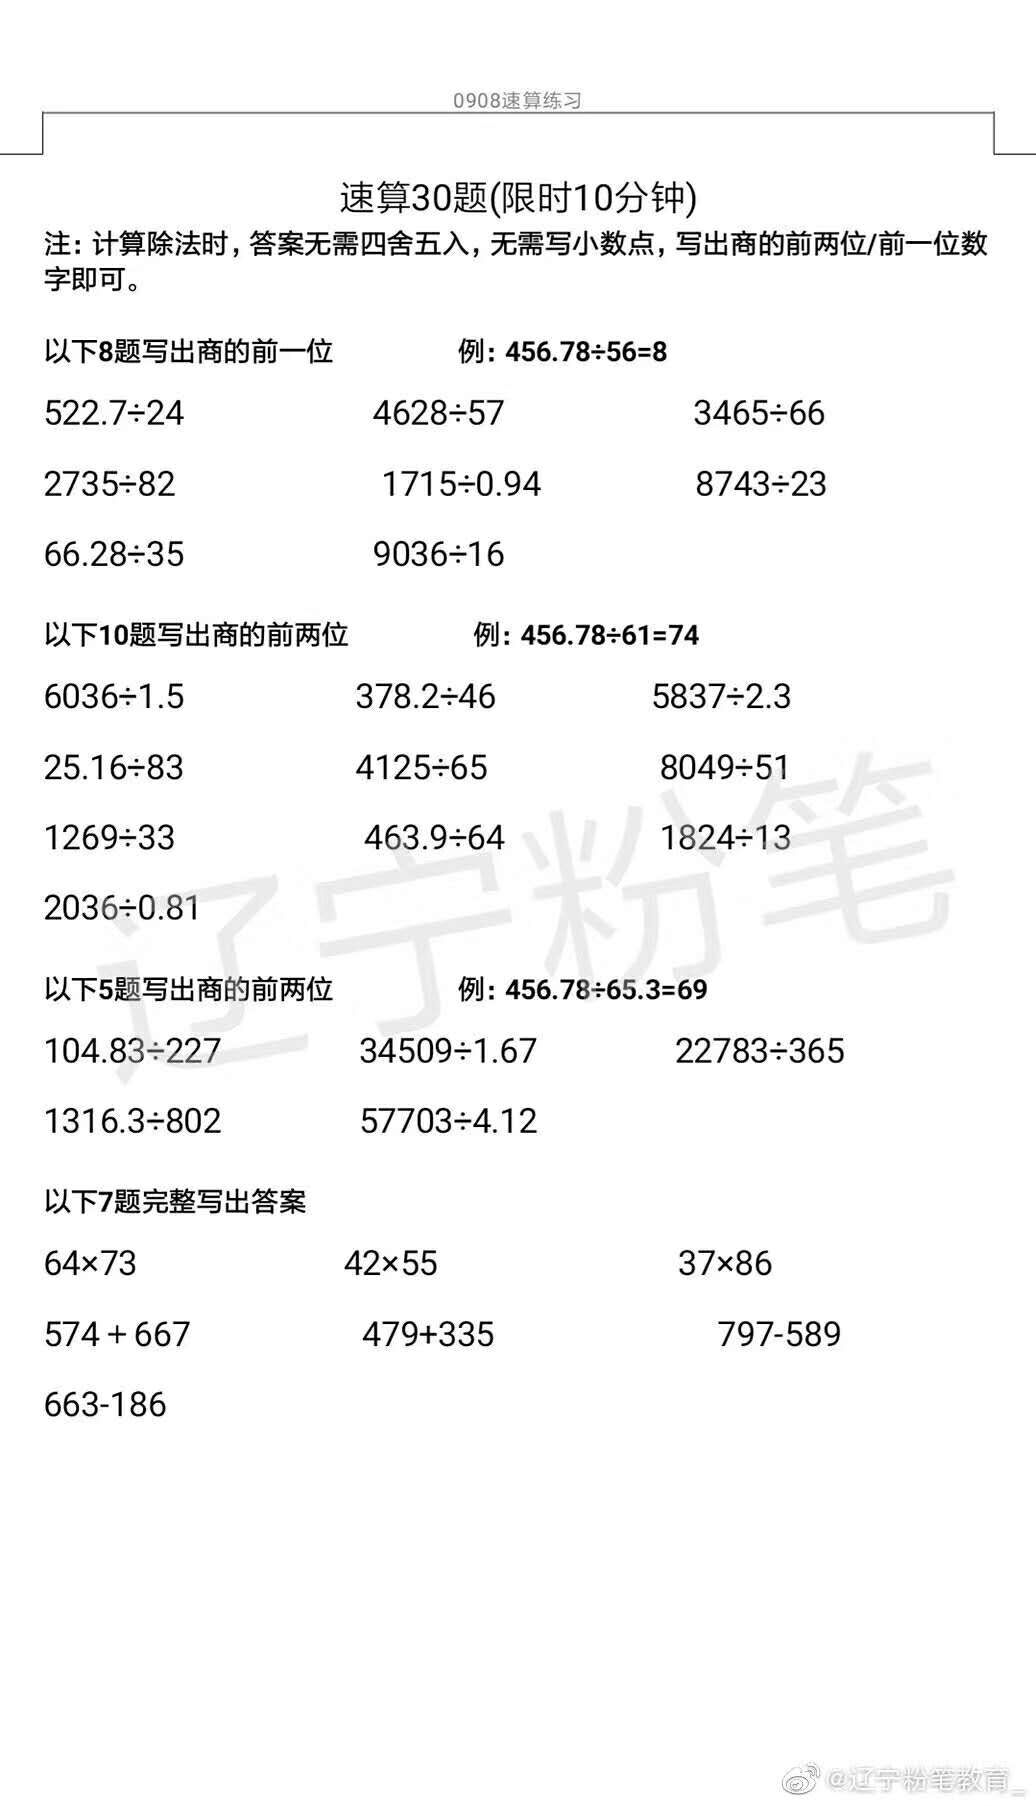 0908速算练习
速算30题(限时10分钟)
注：计算除法时，答案无需四舍五入，无需写小数点，写出商的前两位/前一位数
字即可。
以下8题写出商的前一位 例：456.78÷56=8
522.7÷24 4628÷57 3465÷66
2735÷82 1715÷0.94 8743÷23
66.28÷35 9036÷16
以下10题写出商的前两位 例：456.78÷61=74
6036÷1.5 378.2÷46 5837÷2.3
25.16÷83 4125÷65 8049÷51
1269÷33 463.9÷64 1824÷13
2036÷0.81
辽宁粉笔
以下5题写出商的前两位 例：456.78÷65.3=69
104.83÷227 34509÷1.67 22783÷365
1316.3÷802 57703÷4.12
以下7题完整写出答案
64×73 42×55 37×86
574＋667 479+335 797-589
663-186
@辽宁粉笔教育_